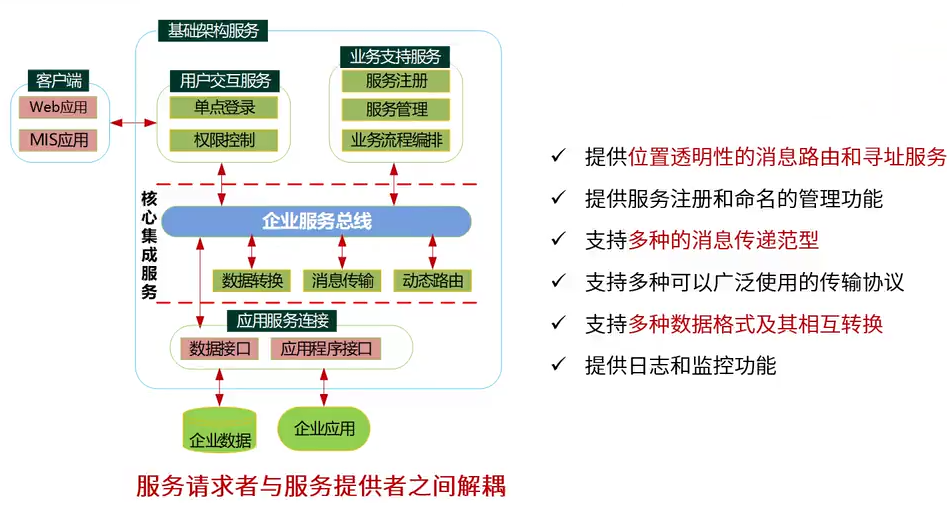 基础架构服务
业务支持服务
客户端
用户交互服务
服务注册
Web应用
单点登录
服务管理
MIS应用
权限控制
业务流程编排
核心集成服务
企业服务总线
数据转换
消息传输
动态路由
应用服务连接
数据接口
应用程序接口
企业数据
企业应用
服务请求者与服务提供者之间解耦
✓ 提供位置透明性的消息路由和寻址服务
✓ 提供服务注册和命名的管理功能
✓ 支持多种的消息传递范型
✓ 支持多种可以广泛使用的传输协议
✓ 支持多种数据格式及其相互转换
✓ 提供日志和监控功能